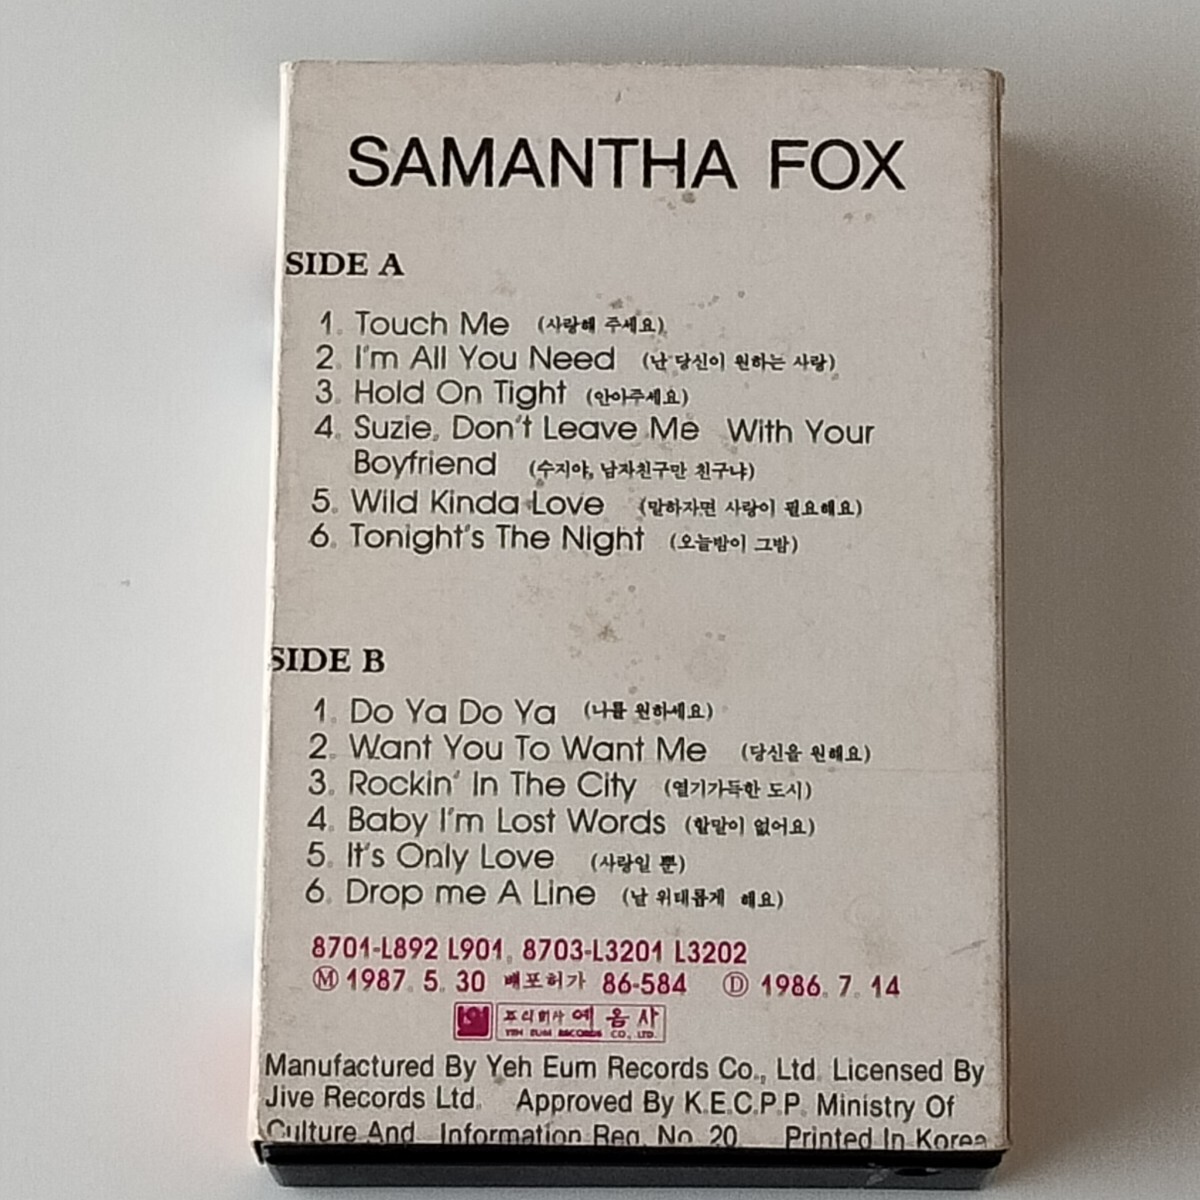 SAMANTHA FOX
SIDE A
1. Touch Me (사랑해 주세요)
2. I'm All You Need (난 당신이 원하는 사랑)
3. Hold On Tight (안아주세요)
4. Suzie, Don't Leave Me With Your
Boyfriend (수지야, 남자친구만 친구냐)
5. Wild Kinda Love (말하자면 사랑이 필요해요)
6. Tonight's The Night (오늘밤이 그밤)
SIDE B
1. Do Ya Do Ya (나를 원하세요)
2. Want You To Want Me (당신을 원해요)
3. Rockin' In The City (열기가득한 도시)
4. Baby I'm Lost Words (할말이 없어요)
5. It's Only Love (사랑일 뿐)
6. Drop me A Line (날 위태롭게 해요)
8701-L892 L901, 8703-L3201 L3202
Ⓜ 1987. 5. 30 배포허가 86-584 Ⓓ 1986. 7. 14
예음사
YEH EUM RECORDS CO., LTD.
Manufactured By Yeh Eum Records Co., Ltd. Licensed By
Jive Records Ltd. Approved By K.E.C.P.P. Ministry Of
Culture And Information Reg. No. 20 Printed In Korea